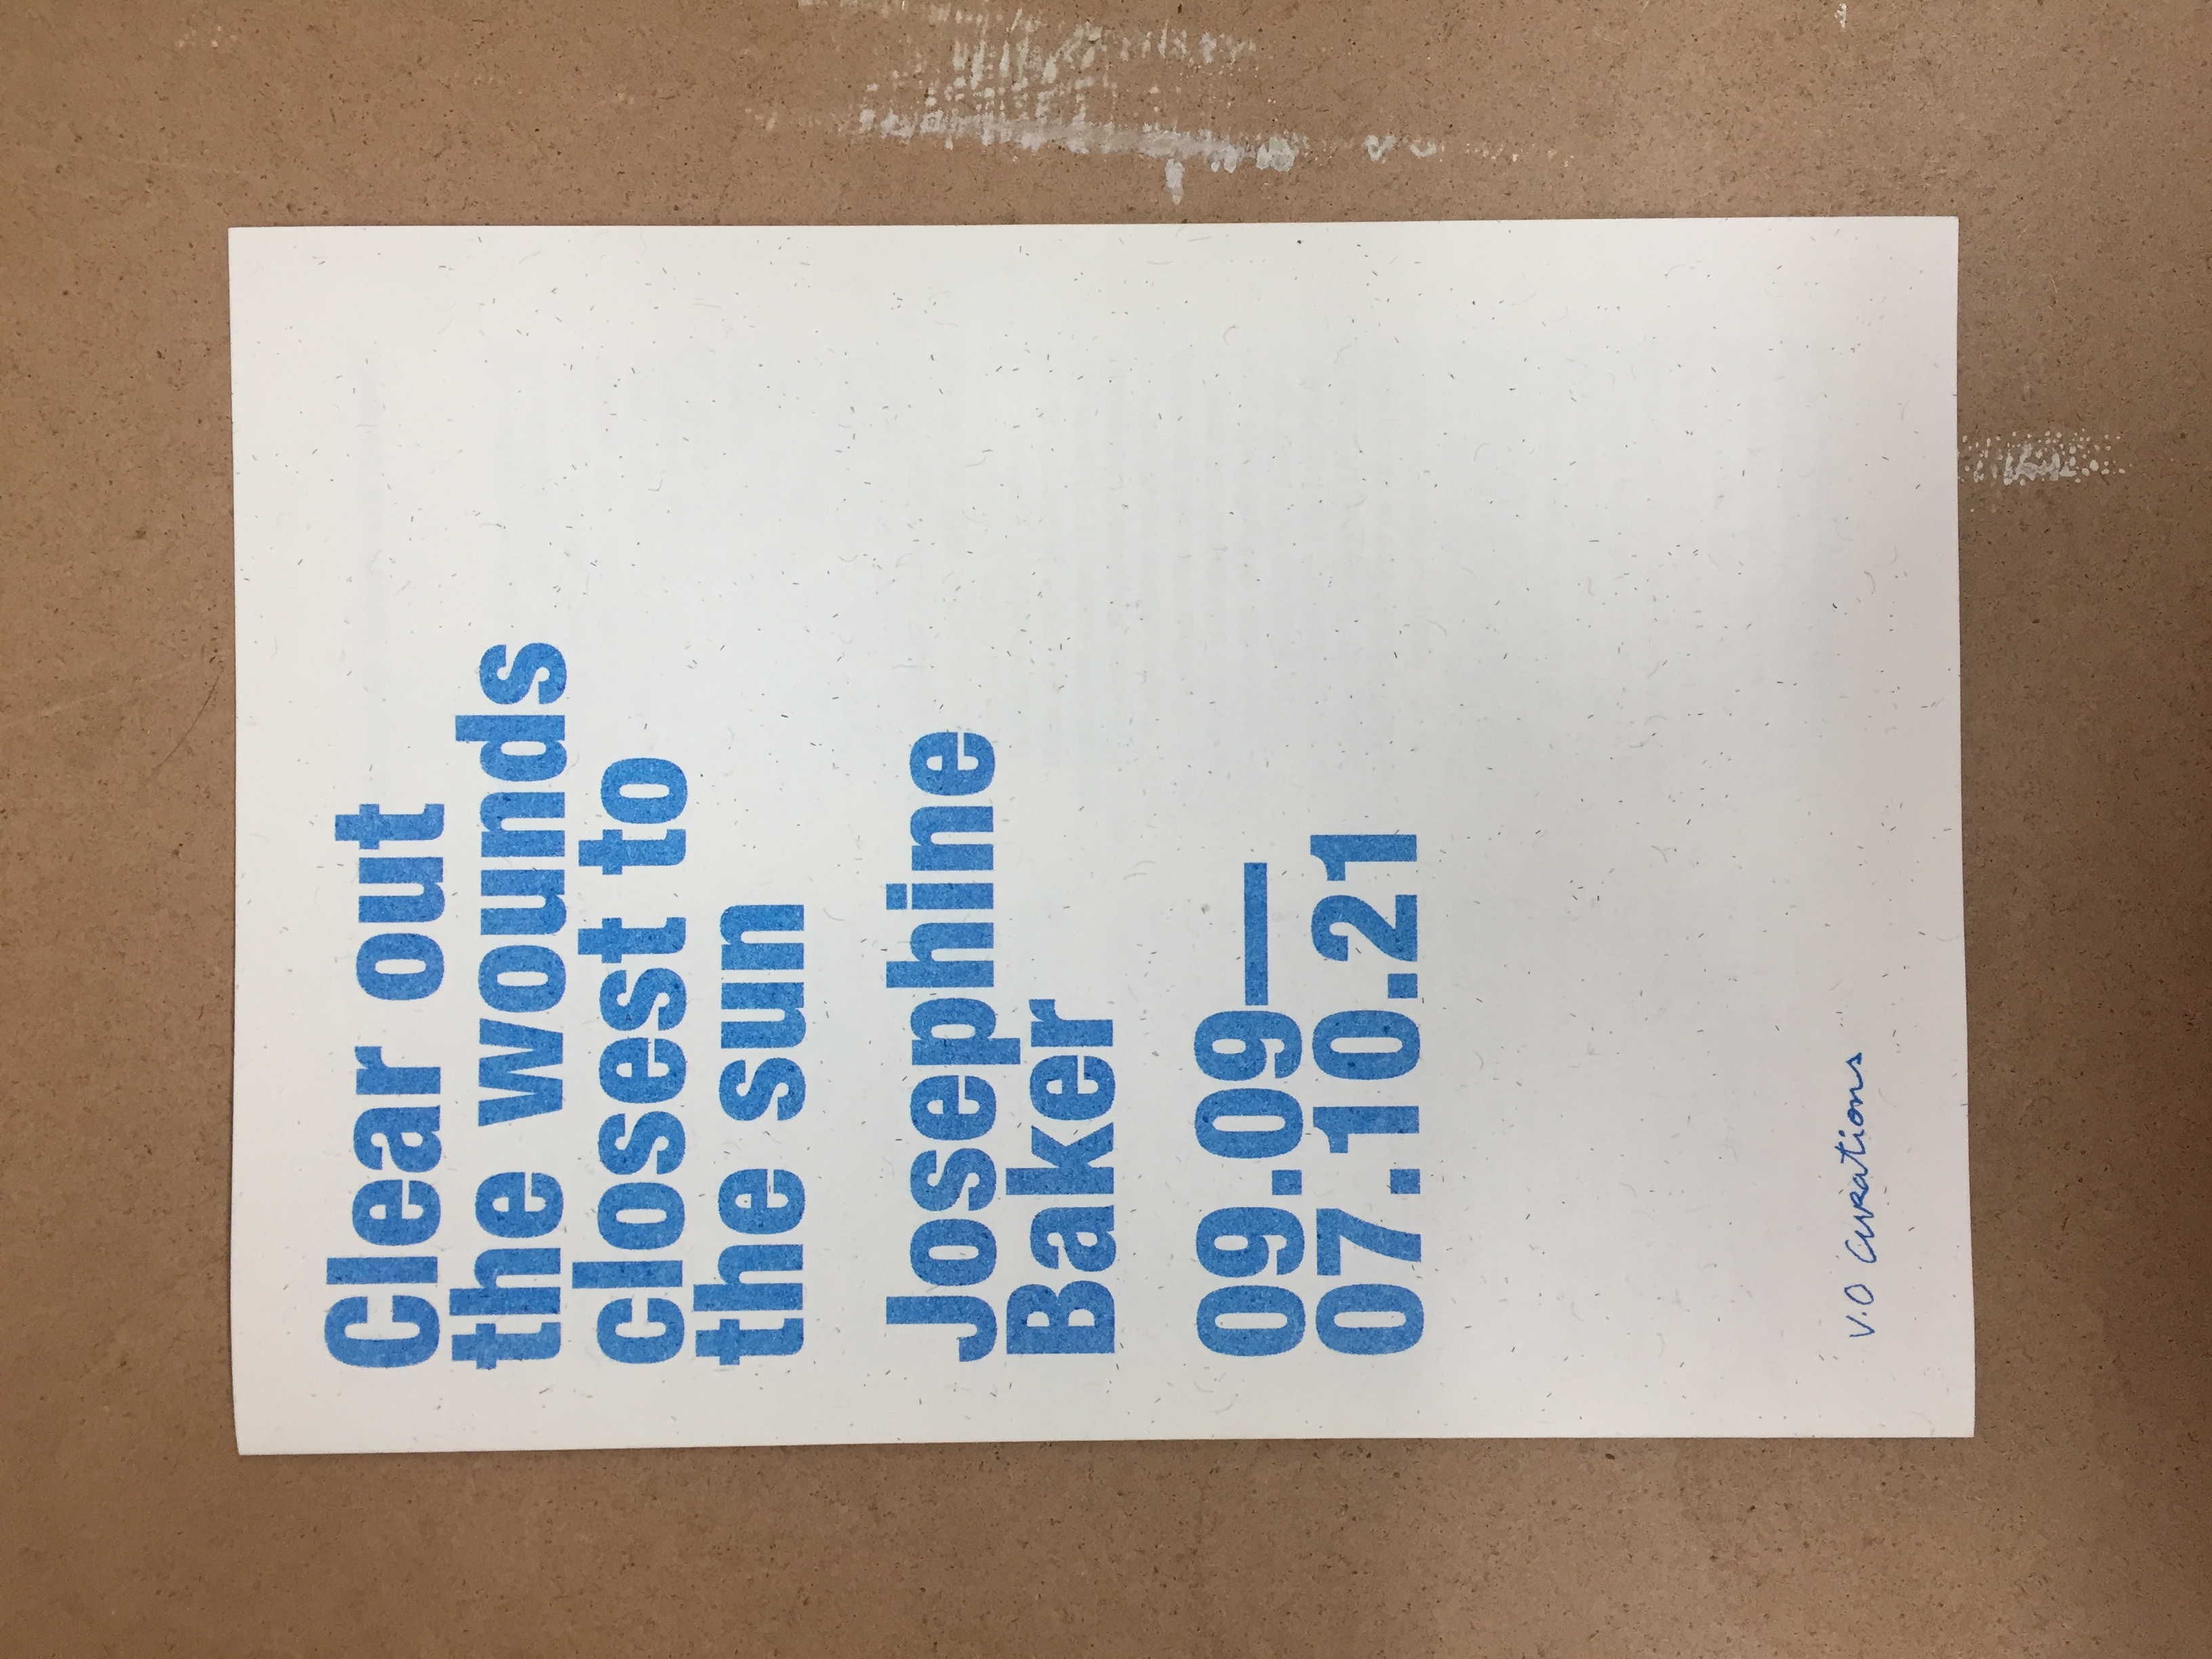 Clear out
the wounds
closest to
the sun
Josephine
Baker
09.09—
07.10.21
V.O Curations